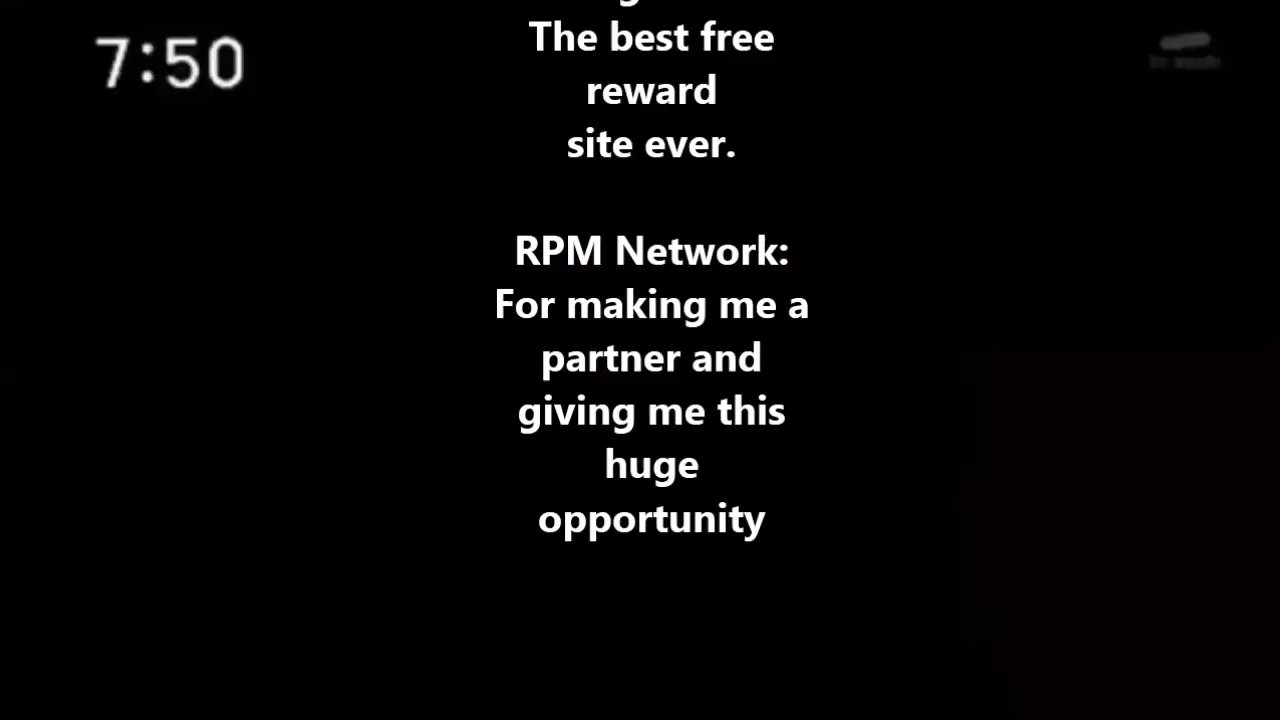 7:50
The best free
reward
site ever.
RPM Network:
For making me a
partner and
giving me this
huge
opportunity